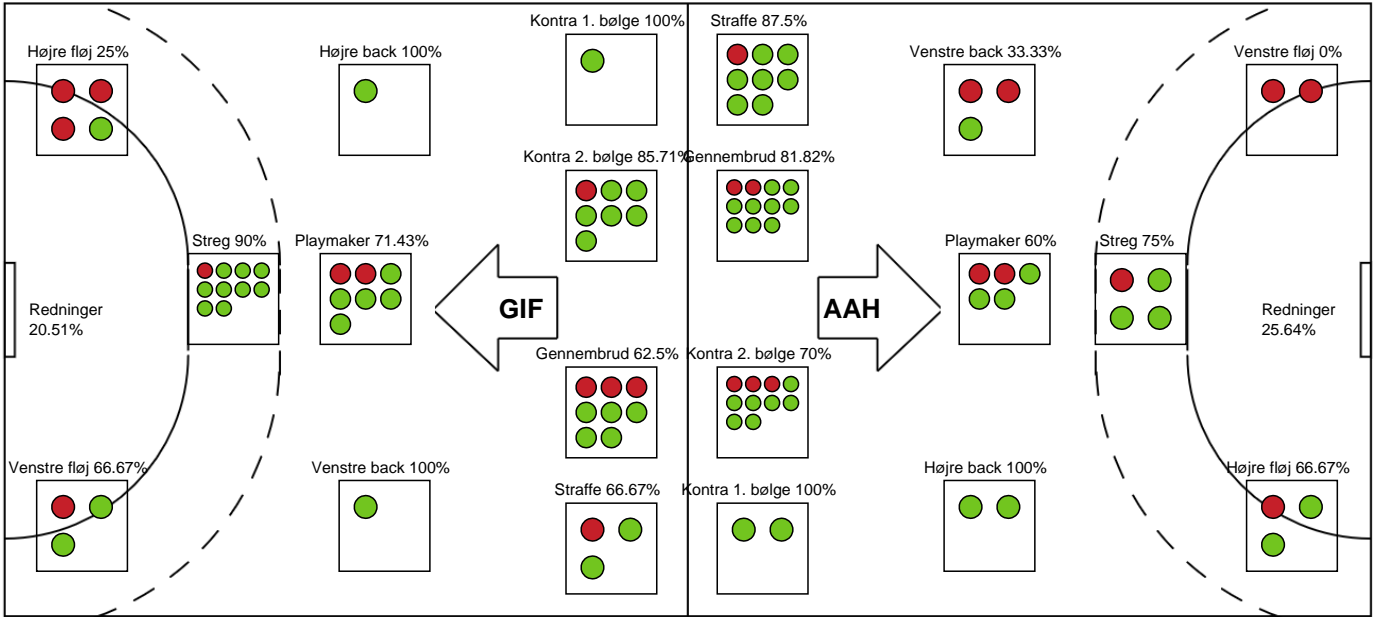 Kontra 1. bølge 100%
Straffe 87.5%
Højre fløj 25%
Højre back 100%
Venstre back 33.33%
Venstre fløj 0%
Kontra 2. bølge 85.71%
Gennembrud 81.82%
Streg 90%
Playmaker 71.43%
Playmaker 60%
Streg 75%
Redninger
20.51%
GIF
AAH
Redninger
25.64%
Gennembrud 62.5%
Kontra 2. bølge 70%
Venstre fløj 66.67%
Venstre back 100%
Straffe 66.67%
Kontra 1. bølge 100%
Højre back 100%
Højre fløj 66.67%